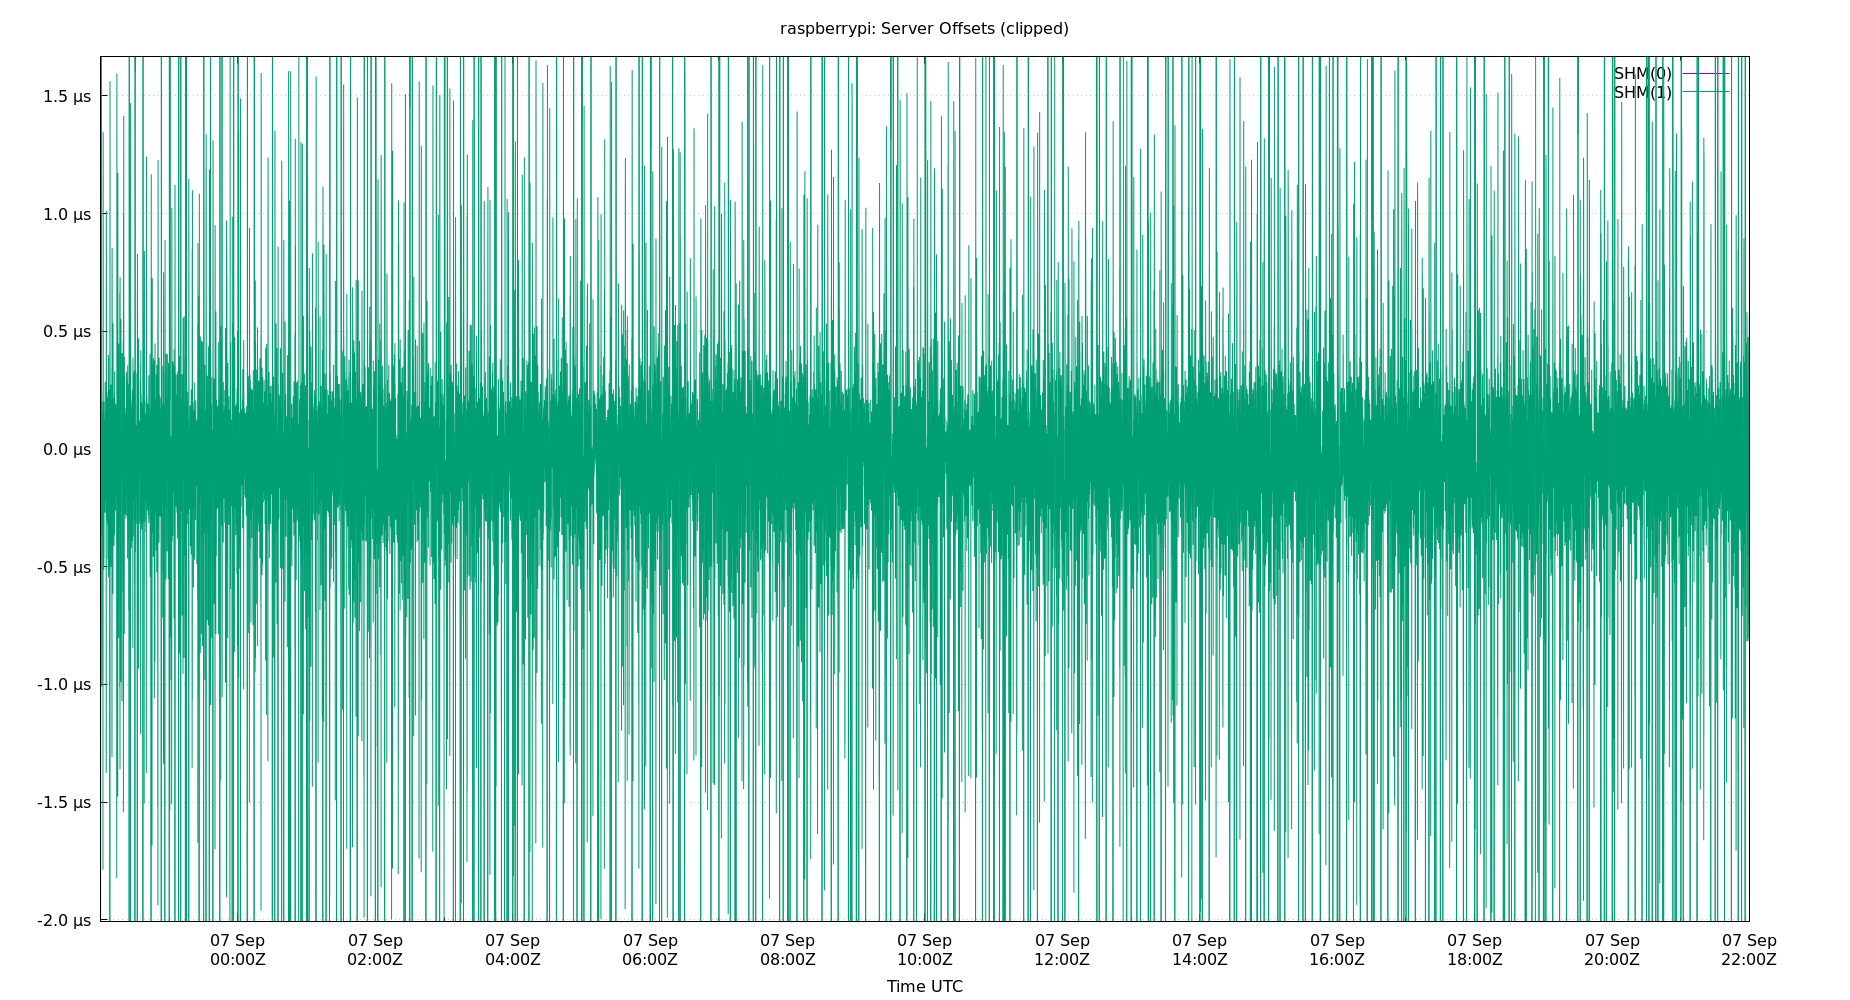 raspberrypi: Server Offsets (clipped)
SHM(0)
SHM(1)
1.5 µs
1.0 µs
0.5 µs
0.0 µs
-0.5 µs
-1.0 µs
-1.5 µs
-2.0 µs
07 Sep 07 Sep 07 Sep 07 Sep 07 Sep 07 Sep 07 Sep 07 Sep 07 Sep 07 Sep 07 Sep 07 Sep
00:00Z 02:00Z 04:00Z 06:00Z 08:00Z 10:00Z 12:00Z 14:00Z 16:00Z 18:00Z 20:00Z 22:00Z
Time UTC